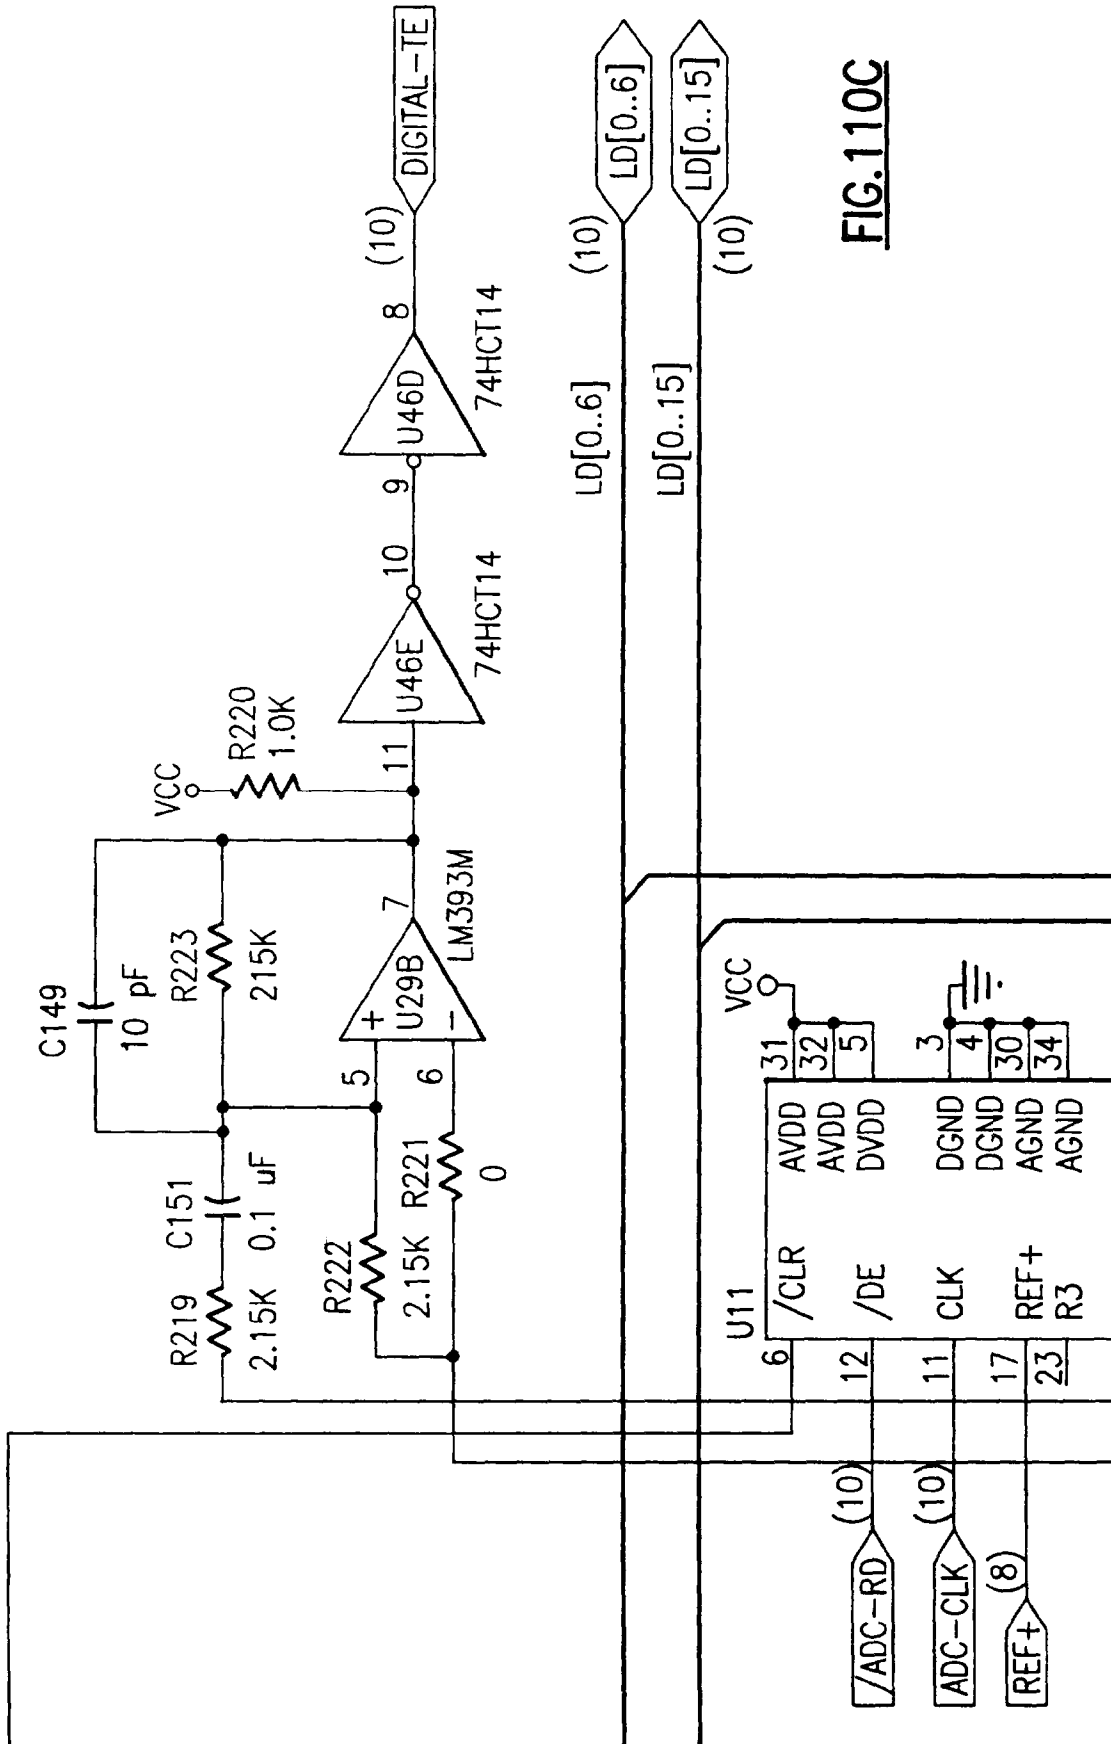 C149
10 pF
R223
215K
VCC
R220
1.0K
R219
2.15K
C151
0.1 uF
R222
2.15K
R221
0
5
6
+
−
U29B
7
LM393M
11
U46E
10
74HCT14
9
U46D
8
74HCT14
(10)
DIGITAL-TE
LD[0..6]
(10)
LD[0..6]
LD[0..15]
(10)
LD[0..15]
U11
6
/CLR
12
/DE
11
CLK
17
REF+
23
R3
AVDD
31
AVDD
32
DVDD
5
VCC
DGND
3
DGND
4
AGND
30
AGND
34
/ADC-RD
(10)
ADC-CLK
(10)
REF+
(8)
FIG.110C